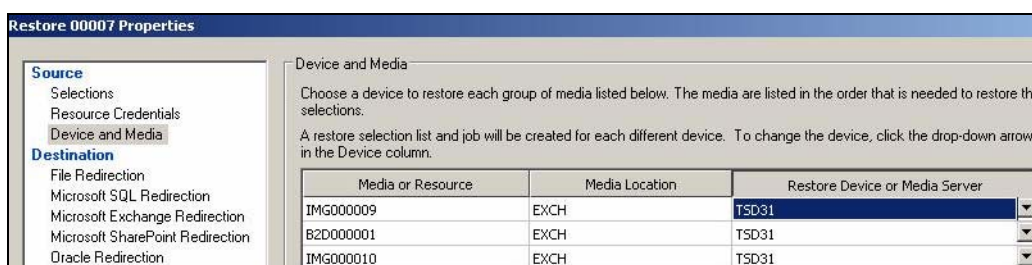 Restore 00007 Properties
Source
Selections
Resource Credentials
Device and Media
Destination
File Redirection
Microsoft SQL Redirection
Microsoft Exchange Redirection
Microsoft SharePoint Redirection
Oracle Redirection
Device and Media
Choose a device to restore each group of media listed below. The media are listed in the order that is needed to restore th
selections.
A restore selection list and job will be created for each different device. To change the device, click the drop-down arrow
in the Device column.
Media or Resource Media Location Restore Device or Media Server
IMG000009 EXCH TSD31
B2D000001 EXCH TSD31
IMG000010 EXCH TSD31